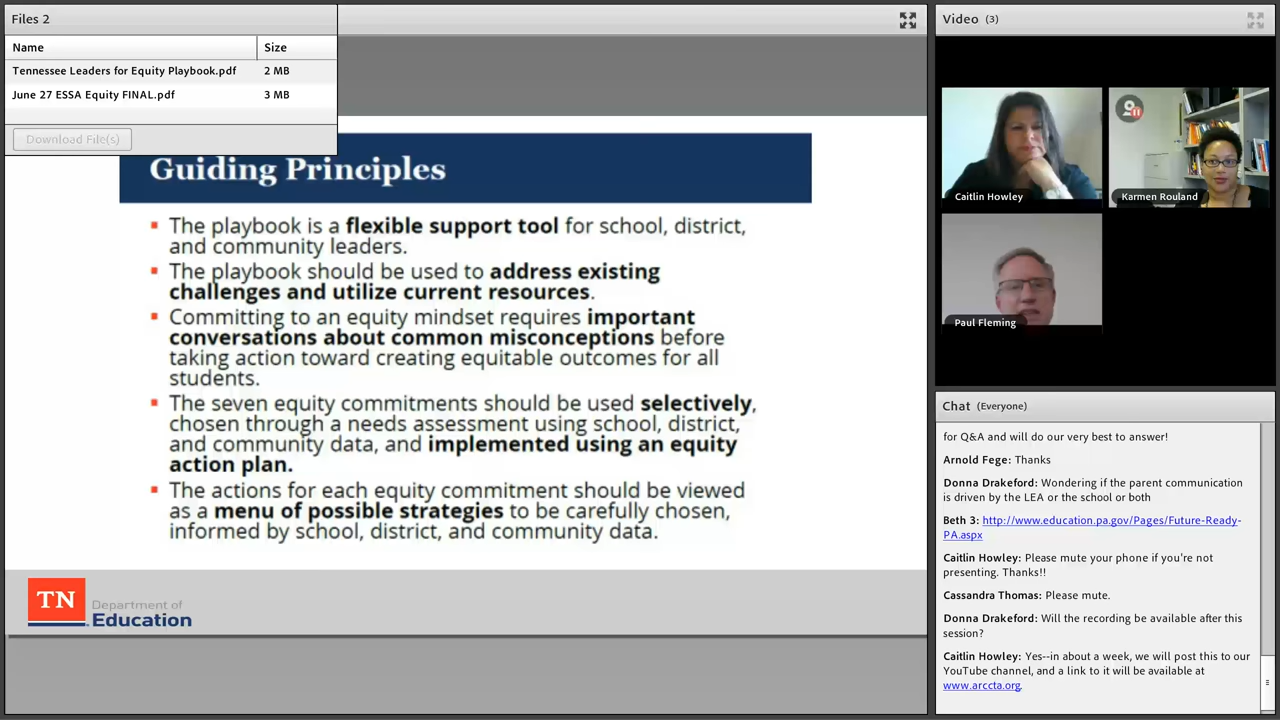 Files 2
Name Size
Tennessee Leaders for Equity Playbook.pdf 2 MB
June 27 ESSA Equity FINAL.pdf 3 MB
Download File(s)
Guiding Principles
The playbook is a flexible support tool for school, district,
and community leaders.
The playbook should be used to address existing
challenges and utilize current resources.
Committing to an equity mindset requires important
conversations about common misconceptions before
taking action toward creating equitable outcomes for all
students.
The seven equity commitments should be used selectively,
chosen through a needs assessment using school, district,
and community data, and implemented using an equity
action plan.
The actions for each equity commitment should be viewed
as a menu of possible strategies to be carefully chosen,
informed by school, district, and community data.
TN
Department of
Education
Video (3)
Caitlin Howley
Karmen Rouland
Paul Fleming
Chat (Everyone)
for Q&A and will do our very best to answer!
Arnold Fege: Thanks
Donna Drakeford: Wondering if the parent communication
is driven by the LEA or the school or both
Beth 3: http://www.education.pa.gov/Pages/Future-Ready-
PA.aspx
Caitlin Howley: Please mute your phone if you're not
presenting. Thanks!!
Cassandra Thomas: Please mute.
Donna Drakeford: Will the recording be available after this
session?
Caitlin Howley: Yes--in about a week, we will post this to our
YouTube channel, and a link to it will be available at
www.arccta.org.